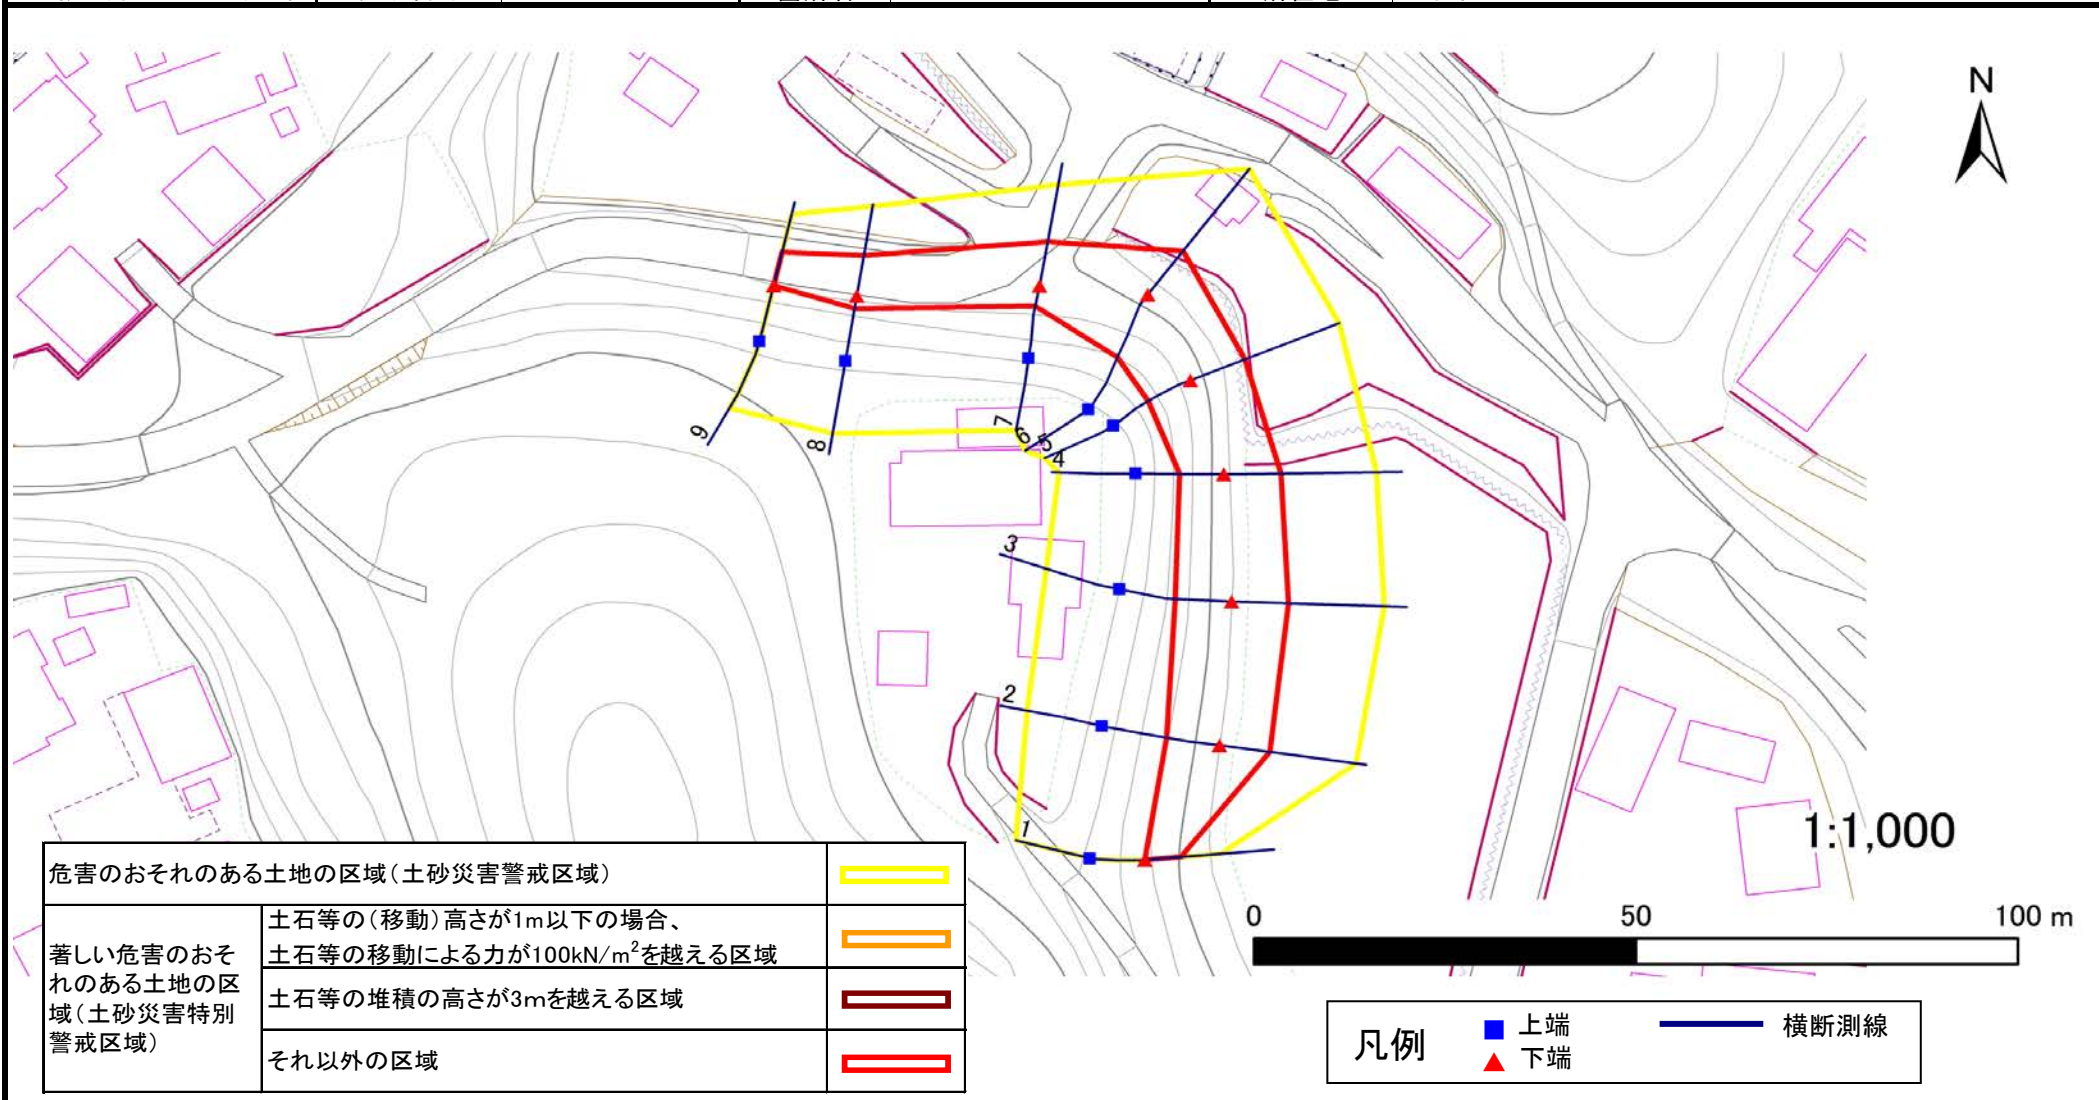 N
9
8
7
6
5
4
3
2
1
1:1,000
0 50 100 m
危害のおそれのある土地の区域(土砂災害警戒区域)
著しい危害のおそ
れのある土地の区
域(土砂災害特別
警戒区域)
土石等の(移動)高さが1m以下の場合、
土石等の移動による力が100kN/m²を越える区域
土石等の堆積の高さが3mを越える区域
それ以外の区域
凡例
上端
下端
横断測線